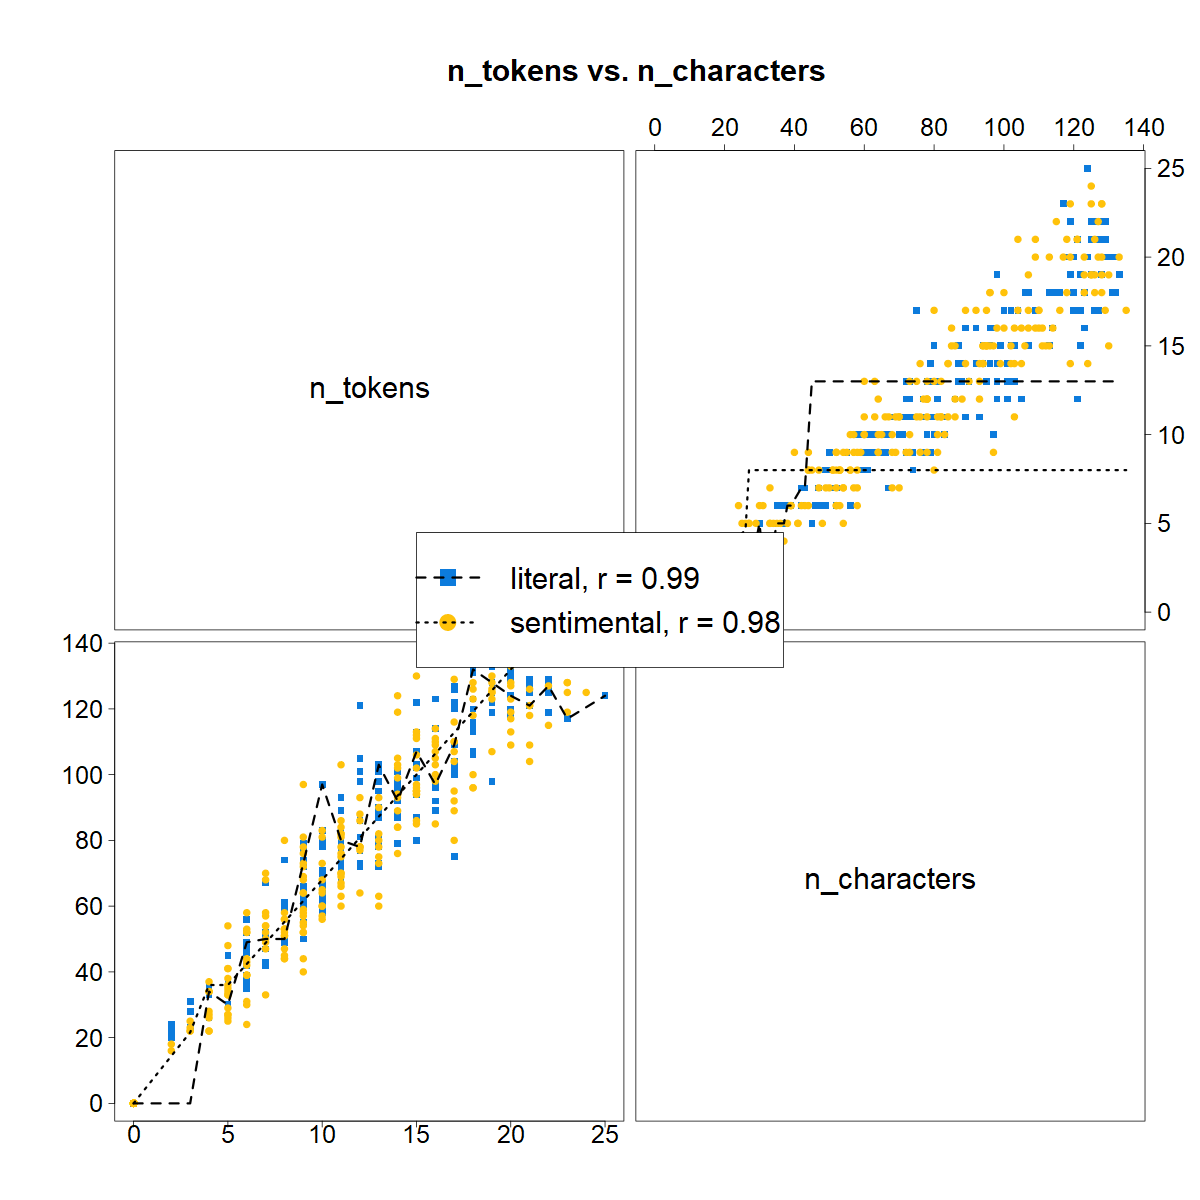 n_tokens vs. n_characters
0 20 40 60 80 100 120 140
n_tokens
25
20
15
10
5
0
literal, r = 0.99
sentimental, r = 0.98
140
120
100
80
60
40
20
0
n_characters
0 5 10 15 20 25